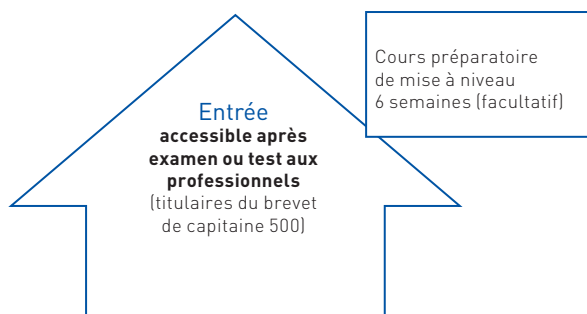 Entrée
accessible après
examen ou test aux
professionnels
(titulaires du brevet
de capitaine 500)
Cours préparatoire
de mise à niveau
6 semaines (facultatif)